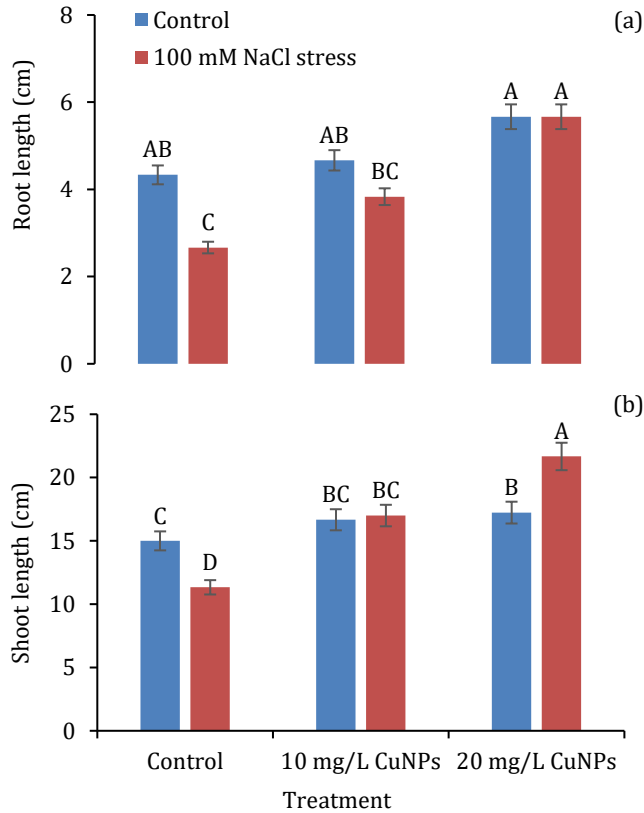 (a)
Control
100 mM NaCl stress
Root length (cm)
8
6
4
2
0
AB
C
AB
BC
A
A
(b)
Shoot length (cm)
25
20
15
10
5
0
C
D
BC
BC
B
A
Control
10 mg/L CuNPs
20 mg/L CuNPs
Treatment